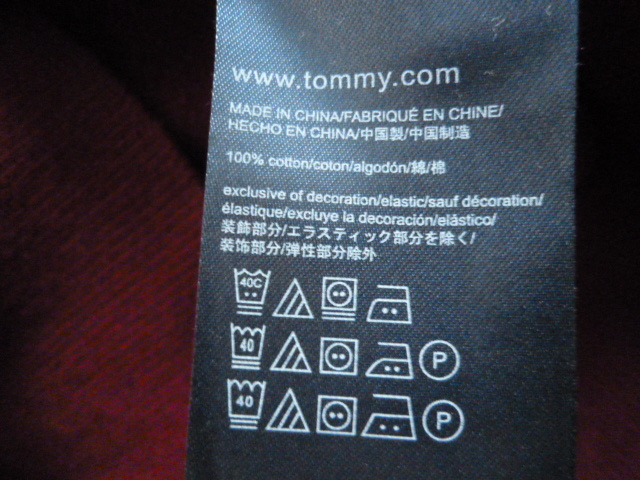 www.tommy.com
MADE IN CHINA/FABRIQUÉ EN CHINE/
HECHO EN CHINA/中国製/中国制造
100% cotton/coton/algodón/綿/棉
exclusive of decoration/elastic/sauf décoration/
élastique/excluye la decoración/elástico/
装飾部分/エラスティック部分を除く/
装饰部分/弹性部分除外
40C
40 P
40 P